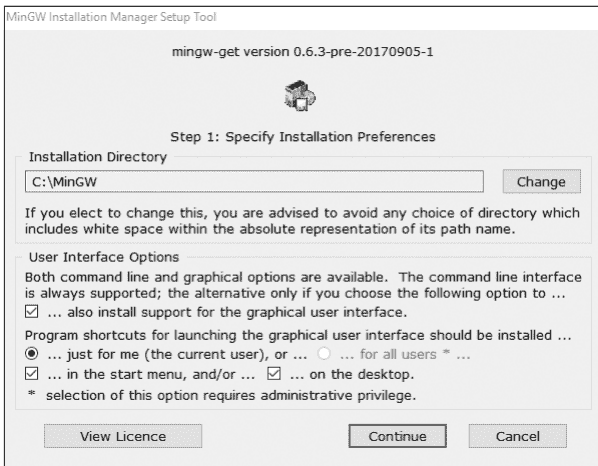 MinGW Installation Manager Setup Tool
mingw-get version 0.6.3-pre-20170905-1
Step 1: Specify Installation Preferences
Installation Directory
C:\MinGW
Change
If you elect to change this, you are advised to avoid any choice of directory which
includes white space within the absolute representation of its path name.
User Interface Options
Both command line and graphical options are available. The command line interface
is always supported; the alternative only if you choose the following option to ...
... also install support for the graphical user interface.
Program shortcuts for launching the graphical user interface should be installed ...
... just for me (the current user), or ... ... for all users * ...
... in the start menu, and/or ... ... on the desktop.
* selection of this option requires administrative privilege.
View Licence Continue Cancel